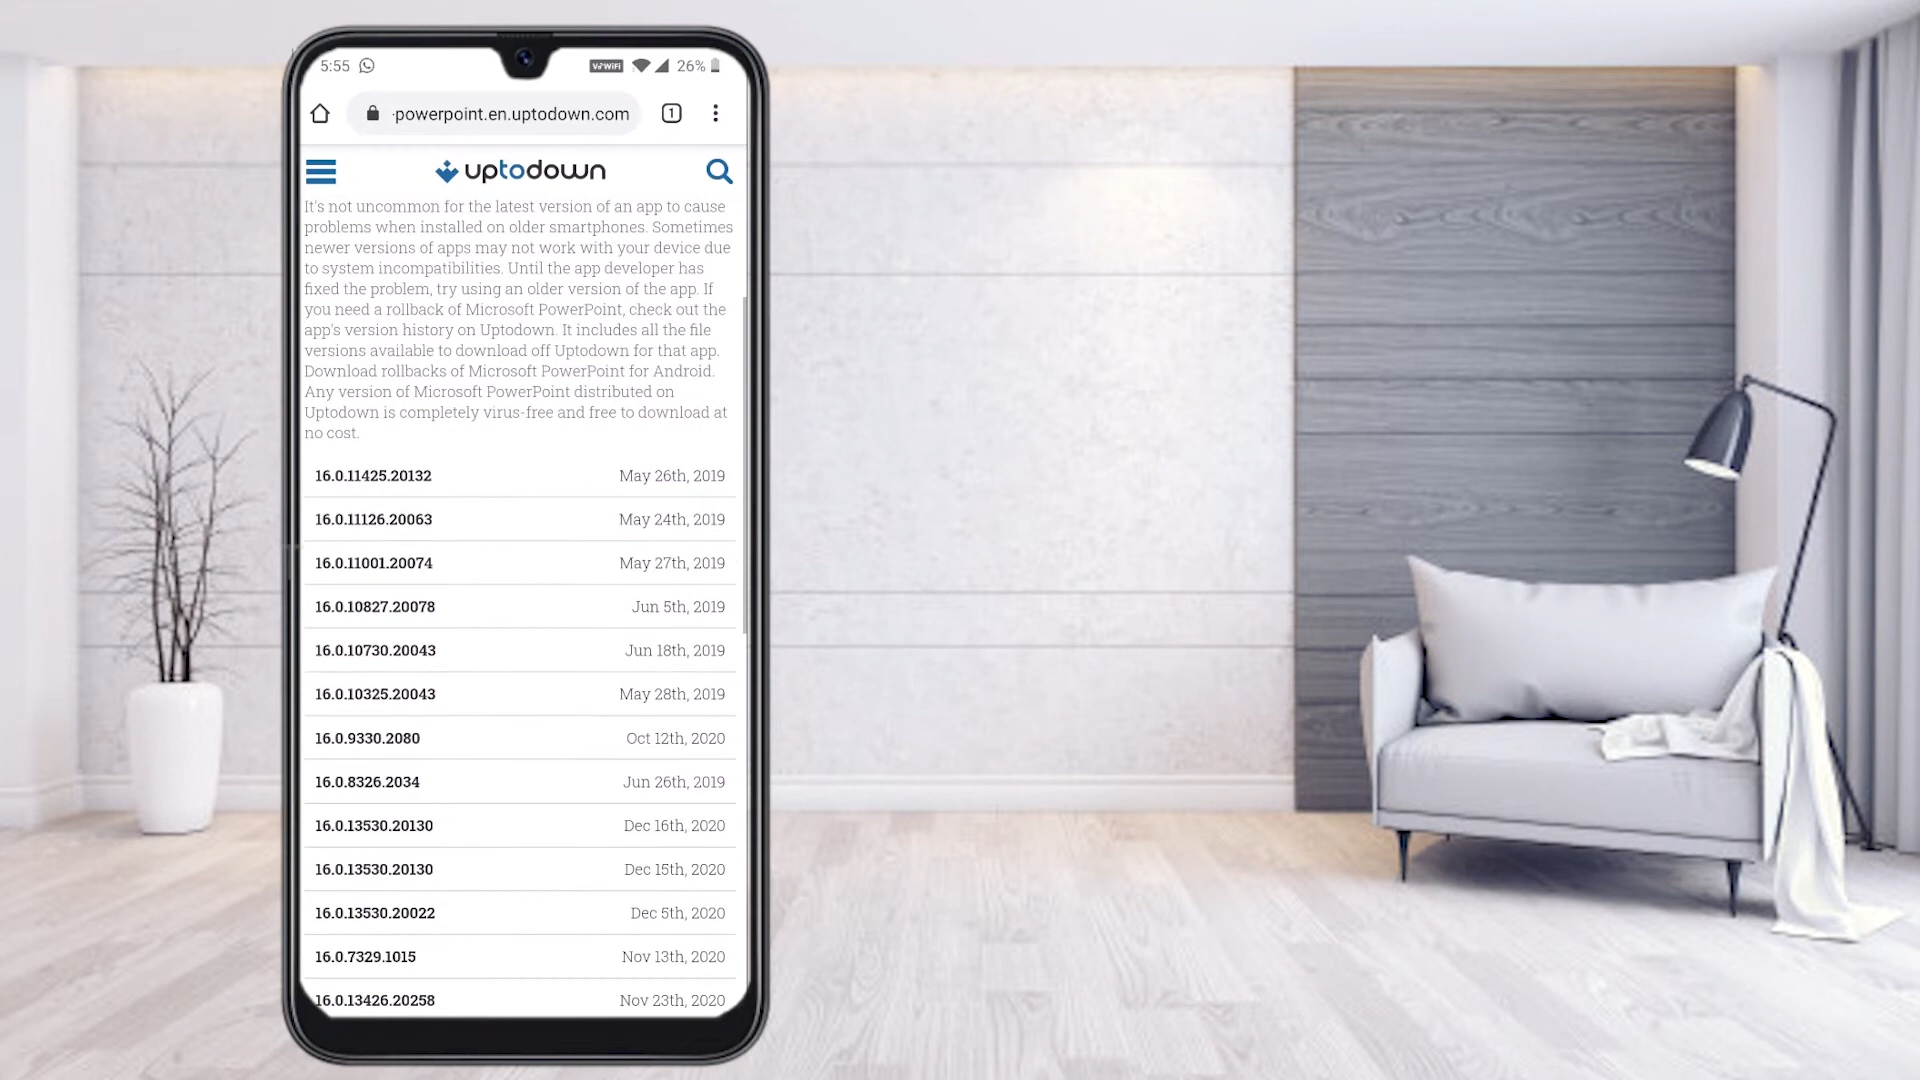 5:55 VoWiFi 26%
-powerpoint.en.uptodown.com 1
uptodown
It's not uncommon for the latest version of an app to cause
problems when installed on older smartphones. Sometimes
newer versions of apps may not work with your device due
to system incompatibilities. Until the app developer has
fixed the problem, try using an older version of the app. If
you need a rollback of Microsoft PowerPoint, check out the
app's version history on Uptodown. It includes all the file
versions available to download off Uptodown for that app.
Download rollbacks of Microsoft PowerPoint for Android.
Any version of Microsoft PowerPoint distributed on
Uptodown is completely virus-free and free to download at
no cost.
16.0.11425.20132 May 26th, 2019
16.0.11126.20063 May 24th, 2019
16.0.11001.20074 May 27th, 2019
16.0.10827.20078 Jun 5th, 2019
16.0.10730.20043 Jun 18th, 2019
16.0.10325.20043 May 28th, 2019
16.0.9330.2080 Oct 12th, 2020
16.0.8326.2034 Jun 26th, 2019
16.0.13530.20130 Dec 16th, 2020
16.0.13530.20130 Dec 15th, 2020
16.0.13530.20022 Dec 5th, 2020
16.0.7329.1015 Nov 13th, 2020
16.0.13426.20258 Nov 23th, 2020